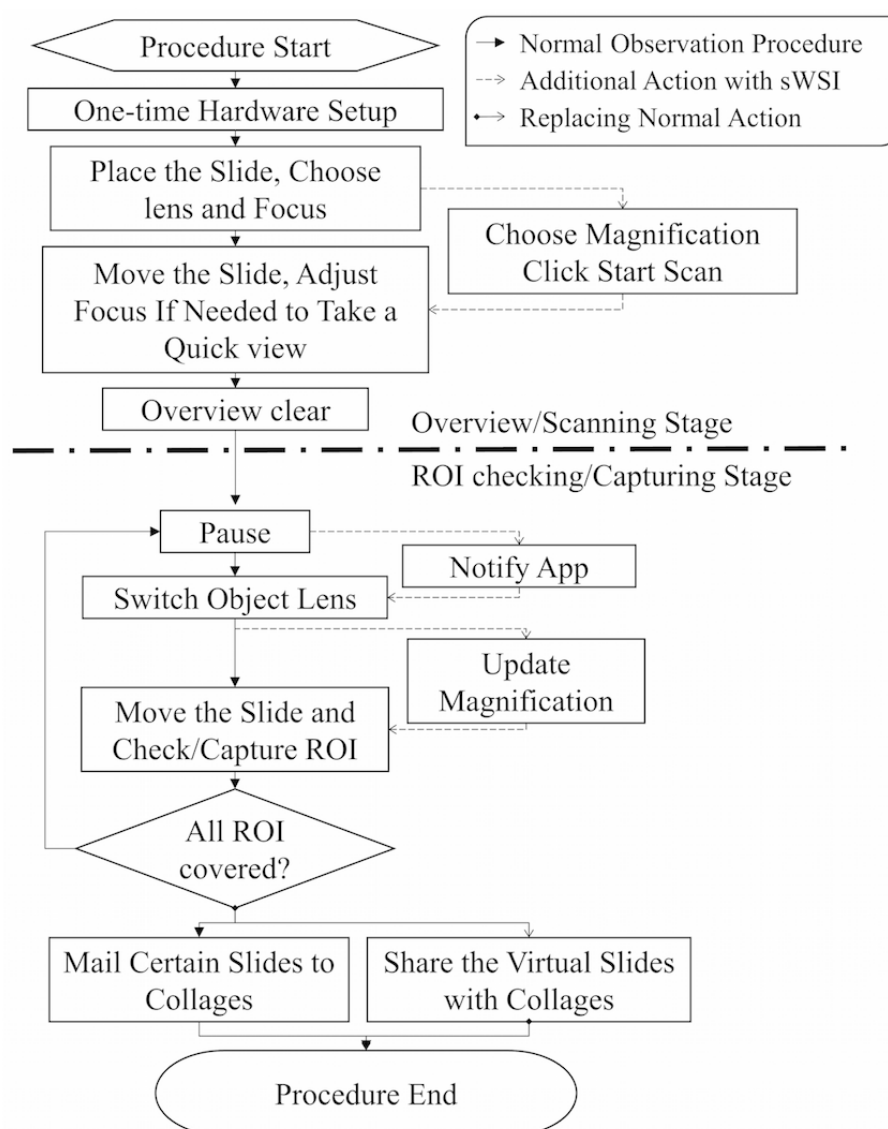 Procedure Start
Normal Observation Procedure
Additional Action with sWSI
Replacing Normal Action
One-time Hardware Setup
Place the Slide, Choose
lens and Focus
Choose Magnification
Click Start Scan
Move the Slide, Adjust
Focus If Needed to Take a
Quick view
Overview clear
Overview/Scanning Stage
ROI checking/Capturing Stage
Pause
Notify App
Switch Object Lens
Update
Magnification
Move the Slide and
Check/Capture ROI
All ROI
covered?
Mail Certain Slides to
Collages
Share the Virtual Slides
with Collages
Procedure End